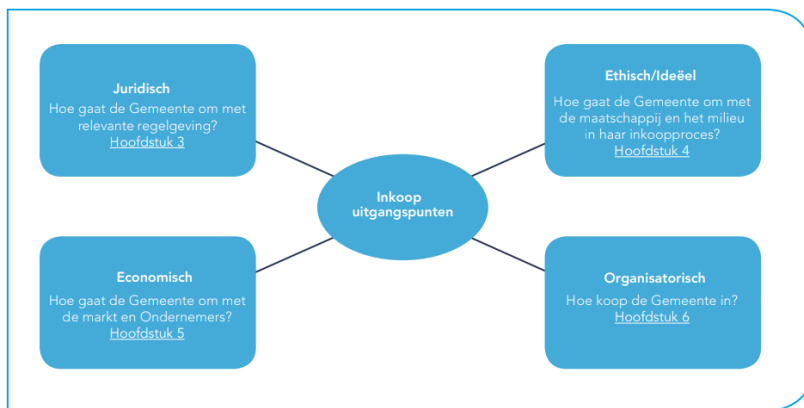 Juridisch
Hoe gaat de Gemeente om met
relevante regelgeving?
Hoofdstuk 3
Ethisch/Ideëel
Hoe gaat de Gemeente om met
de maatschappij en het milieu
in haar inkoopproces?
Hoofdstuk 4
Inkoop
uitgangspunten
Economisch
Hoe gaat de Gemeente om met
de markt en Ondernemers?
Hoofdstuk 5
Organisatorisch
Hoe koop de Gemeente in?
Hoofdstuk 6